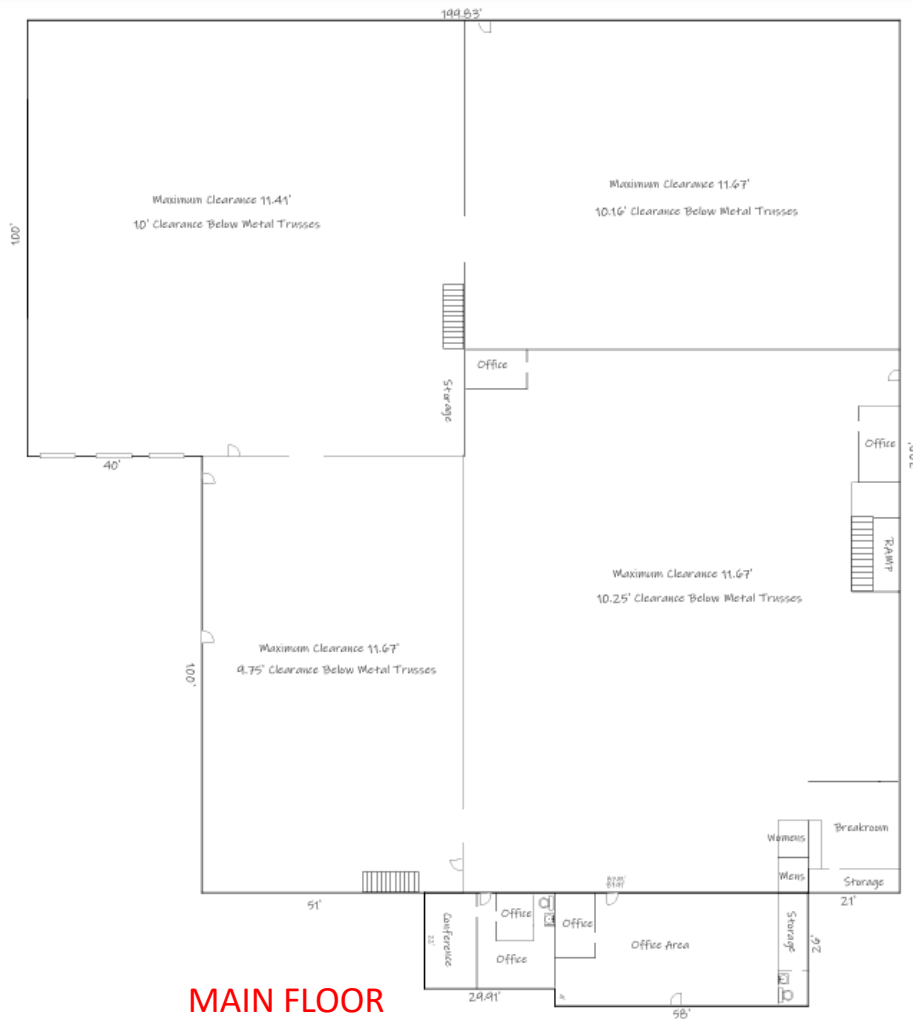 199.83'
Maximum Clearance 11.41'
10' Clearance Below Metal Trusses
Maximum Clearance 11.67'
10.16' Clearance Below Metal Trusses
100'
Office
Storage
Office
40'
RAMP
Maximum Clearance 11.67'
10.25' Clearance Below Metal Trusses
Maximum Clearance 11.67'
9.75' Clearance Below Metal Trusses
100'
Breakroom
Womens
Mens
Storage
51'
21'
Conference
Office
Office
Office
Office Area
Storage
26'
29.91'
58'
MAIN FLOOR